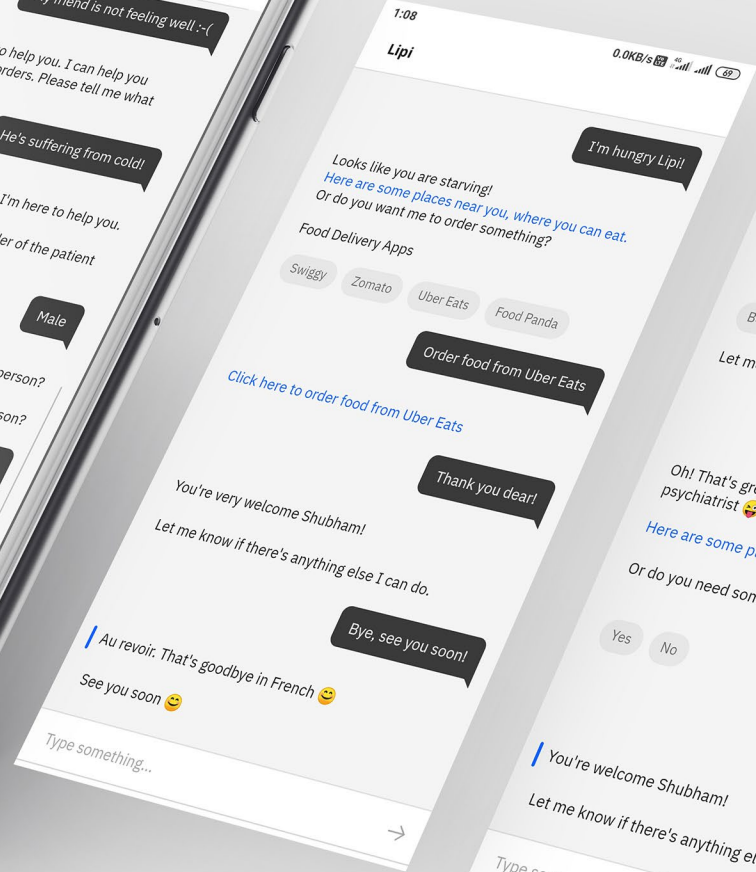 friend is not feeling well :-(
to help you. I can help you
orders. Please tell me what
He's suffering from cold!
I'm here to help you.
of the patient
Male
person?
1:08
0.0KB/s 4G 69
Lipi
I'm hungry Lipi!
Looks like you are starving!
Here are some places near you, where you can eat.
Or do you want me to order something?
Food Delivery Apps
Swiggy
Zomato
Uber Eats
Food Panda
Order food from Uber Eats
Click here to order food from Uber Eats
Thank you dear!
You're very welcome Shubham!
Let me know if there's anything else I can do.
Bye, see you soon!
Au revoir. That's goodbye in French 😊
See you soon 😊
Type something...
Let
Oh! That's
psychiatrist 😜
Here are some
Or do you need
Yes
No
You're welcome Shubham!
Let me know if there's anything
Type